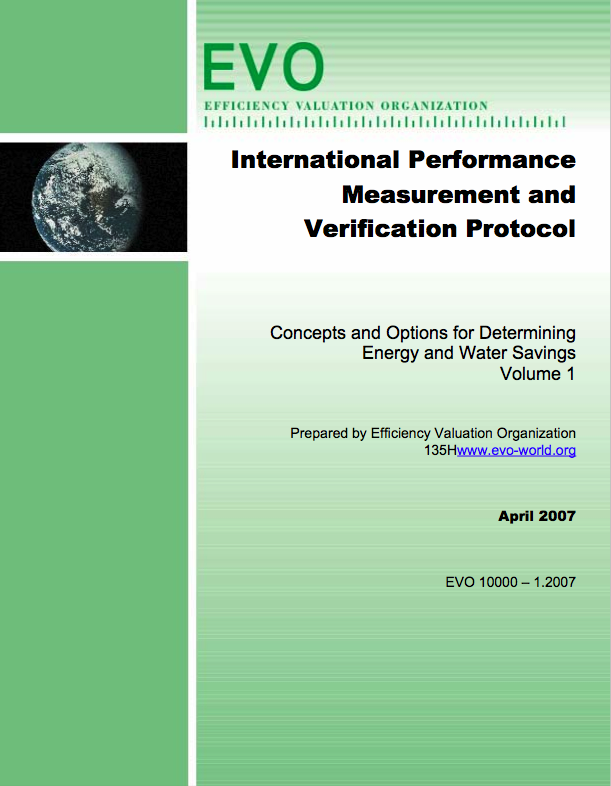 EVO
EFFICIENCY VALUATION ORGANIZATION
International Performance
Measurement and
Verification Protocol
Concepts and Options for Determining
Energy and Water Savings
Volume 1
Prepared by Efficiency Valuation Organization
135Hwww.evo-world.org
April 2007
EVO 10000 – 1.2007